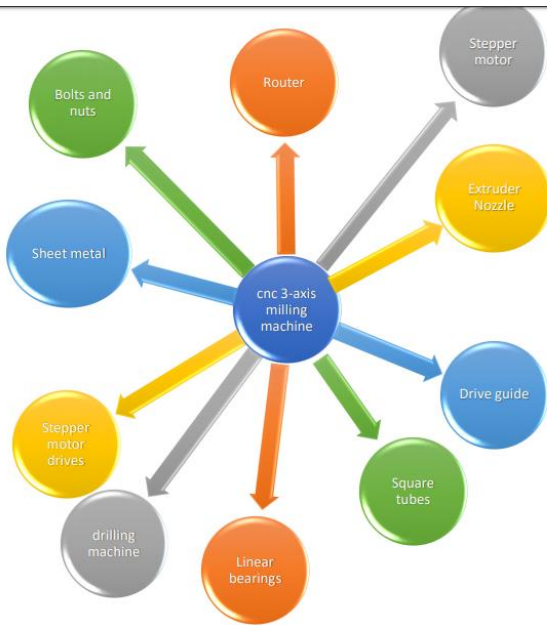 Stepper
motor
Router
Bolts and
nuts
Extruder
Nozzle
Sheet metal
cnc 3-axis
milling
machine
Drive guide
Stepper
motor
drives
Square
tubes
drilling
machine
Linear
bearings